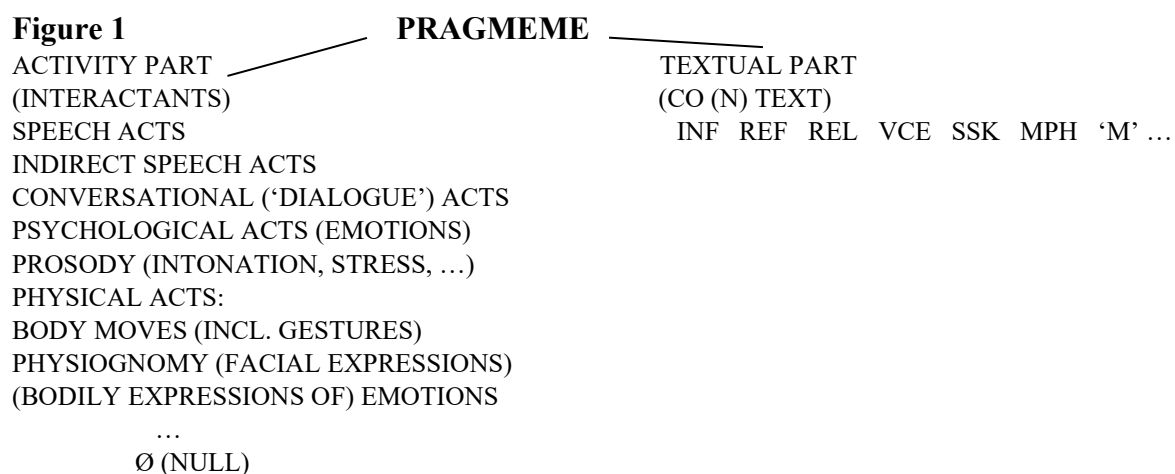 Figure 1 PRAGMEME
ACTIVITY PART TEXTUAL PART
(INTERACTANTS) (CO (N) TEXT)
SPEECH ACTS INF REF REL VCE SSK MPH ‘M’ …
INDIRECT SPEECH ACTS
CONVERSATIONAL (‘DIALOGUE’) ACTS
PSYCHOLOGICAL ACTS (EMOTIONS)
PROSODY (INTONATION, STRESS, …)
PHYSICAL ACTS:
BODY MOVES (INCL. GESTURES)
PHYSIOGNOMY (FACIAL EXPRESSIONS)
(BODILY EXPRESSIONS OF) EMOTIONS
…
Ø (NULL)